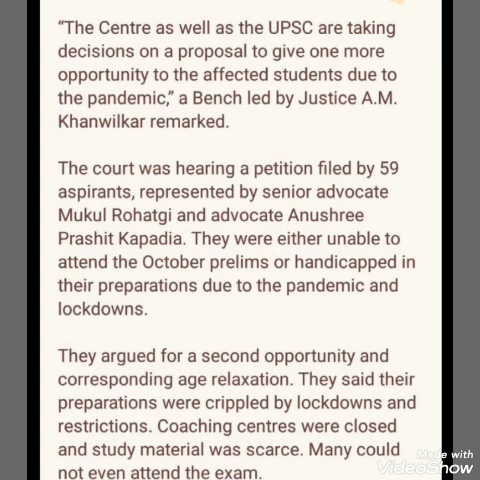 “The Centre as well as the UPSC are taking
decisions on a proposal to give one more
opportunity to the affected students due to
the pandemic,” a Bench led by Justice A.M.
Khanwilkar remarked.
The court was hearing a petition filed by 59
aspirants, represented by senior advocate
Mukul Rohatgi and advocate Anushree
Prashit Kapadia. They were either unable to
attend the October prelims or handicapped in
their preparations due to the pandemic and
lockdowns.
They argued for a second opportunity and
corresponding age relaxation. They said their
preparations were crippled by lockdowns and
restrictions. Coaching centres were closed
and study material was scarce. Many could
not even attend the exam.
Made with
VideoShow